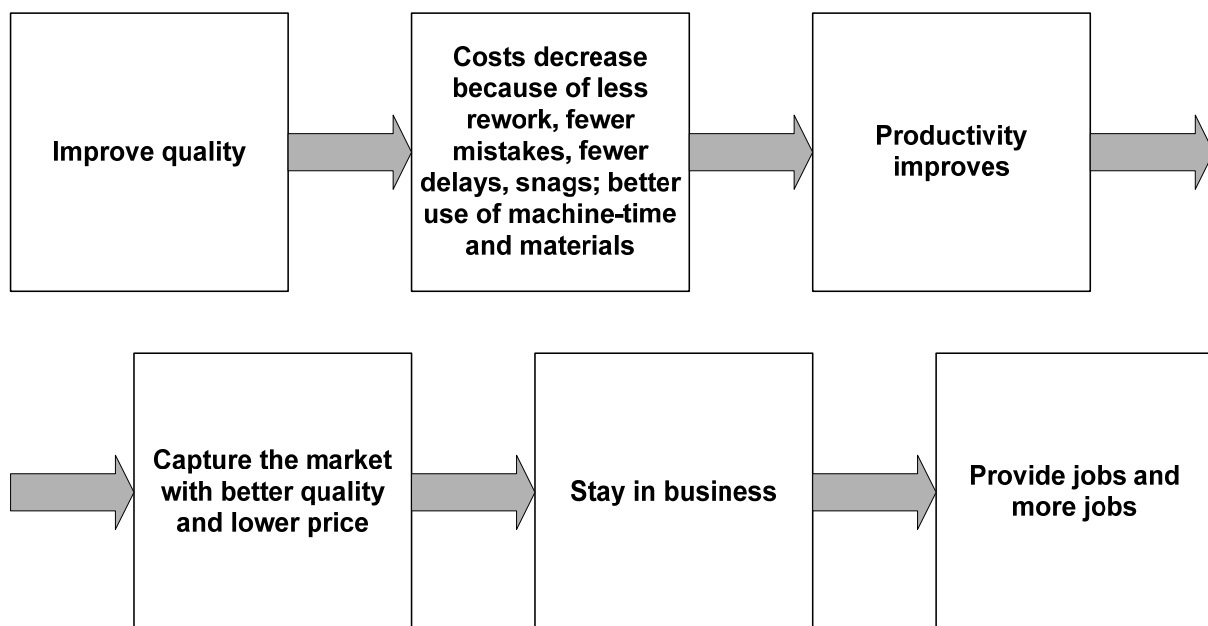 Improve quality
Costs decrease
because of less
rework, fewer
mistakes, fewer
delays, snags; better
use of machine-time
and materials
Productivity
improves
Capture the market
with better quality
and lower price
Stay in business
Provide jobs and
more jobs